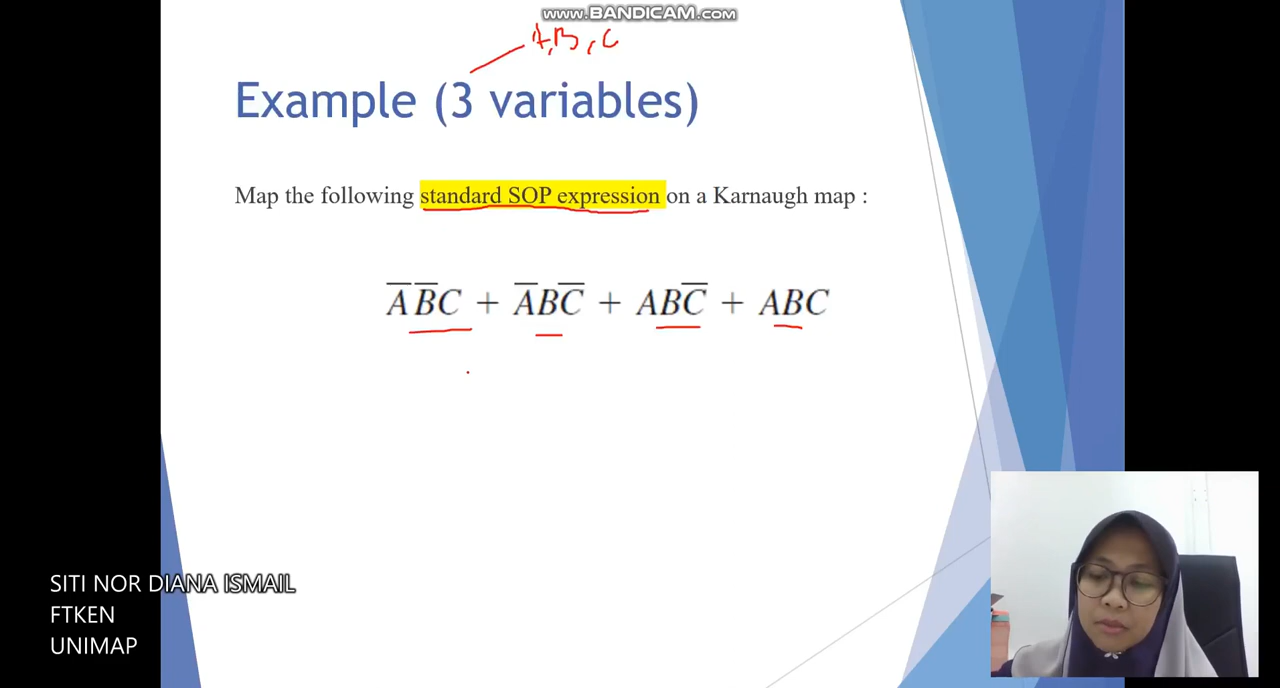 www.BANDICAM.com
A,B,C
Example (3 variables)
Map the following standard SOP expression on a Karnaugh map :
A̅B̅C + A̅BC̅ + ABC̅ + ABC
SITI NOR DIANA ISMAIL
FTKEN
UNIMAP